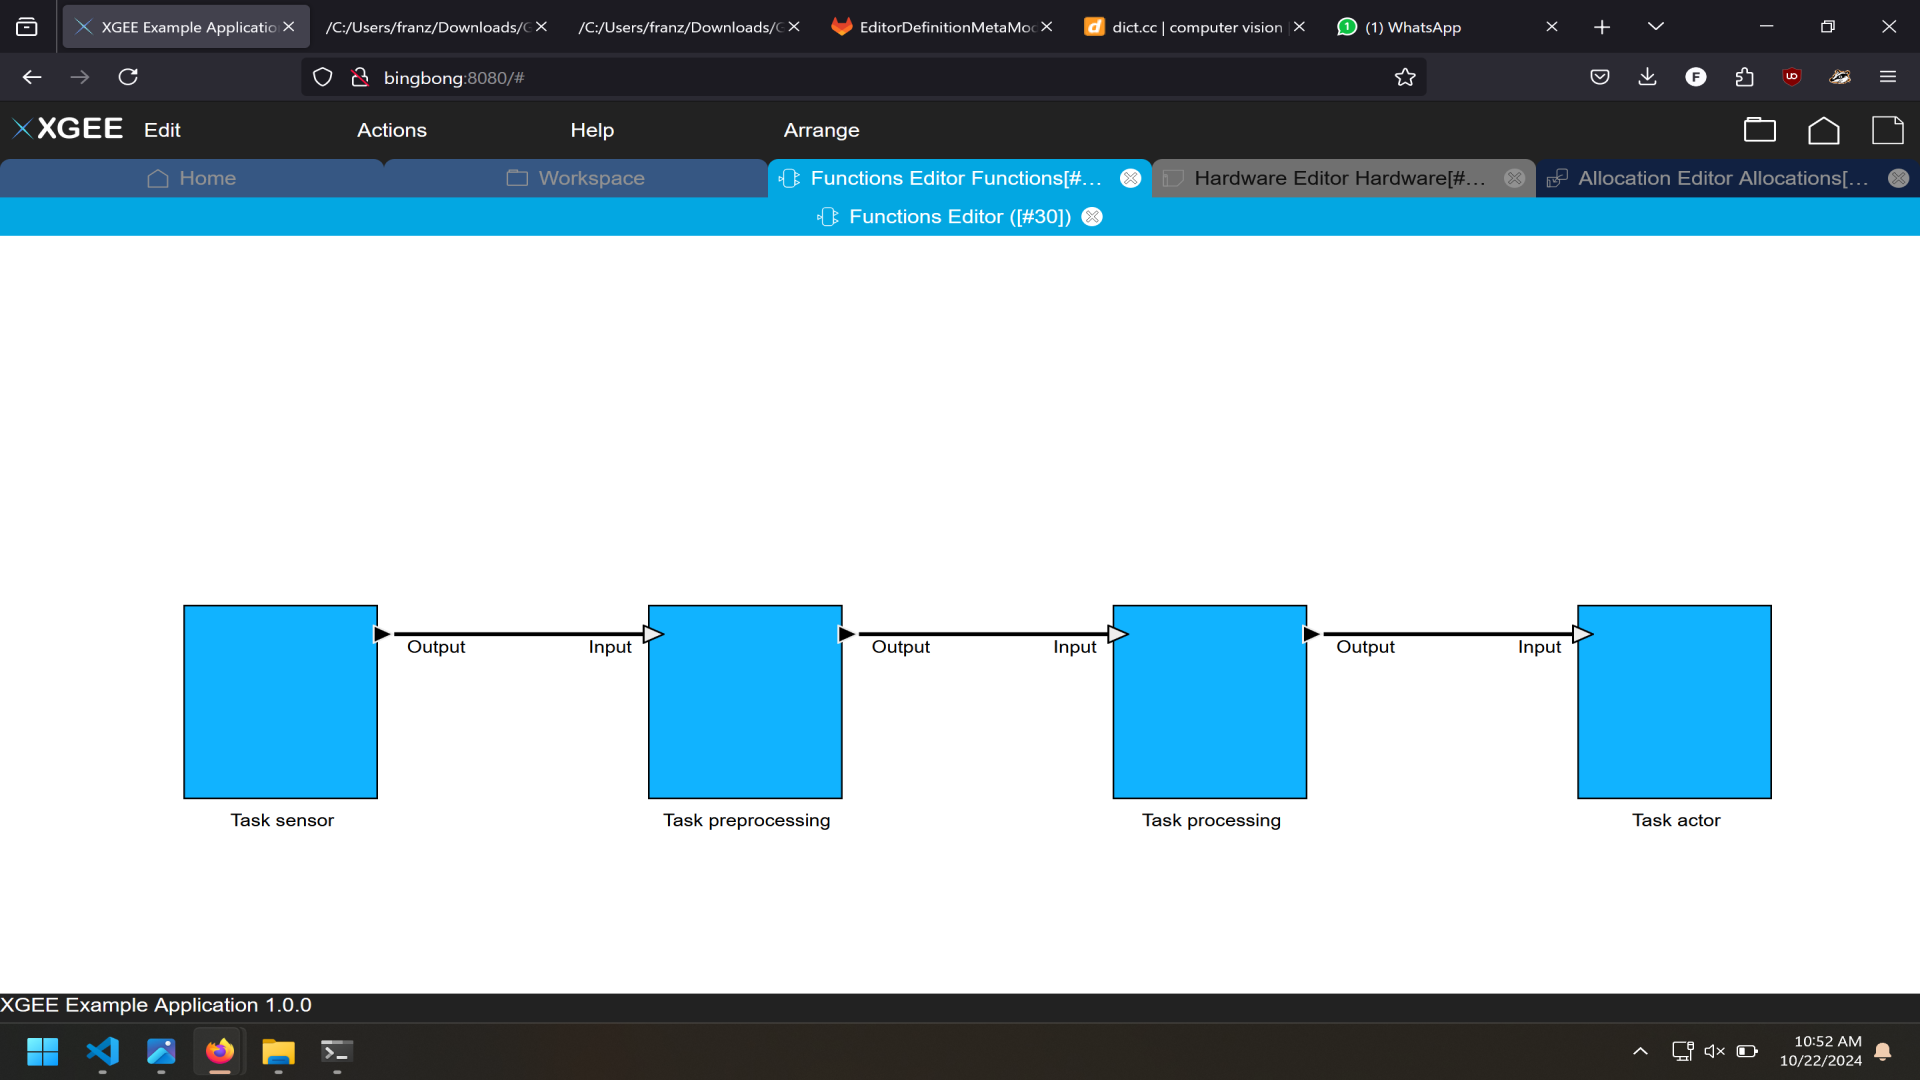 XGEE Example Applicatio
/C:/Users/franz/Downloads/G
/C:/Users/franz/Downloads/G
EditorDefinitionMetaMod
dict.cc | computer vision |
(1) WhatsApp
bingbong:8080/#
XGEE
Edit
Actions
Help
Arrange
Home
Workspace
Functions Editor Functions[#...
Hardware Editor Hardware[#...
Allocation Editor Allocations[...
Functions Editor ([#30])
Output
Input
Output
Input
Output
Input
Task sensor
Task preprocessing
Task processing
Task actor
XGEE Example Application 1.0.0
10:52 AM
10/22/2024